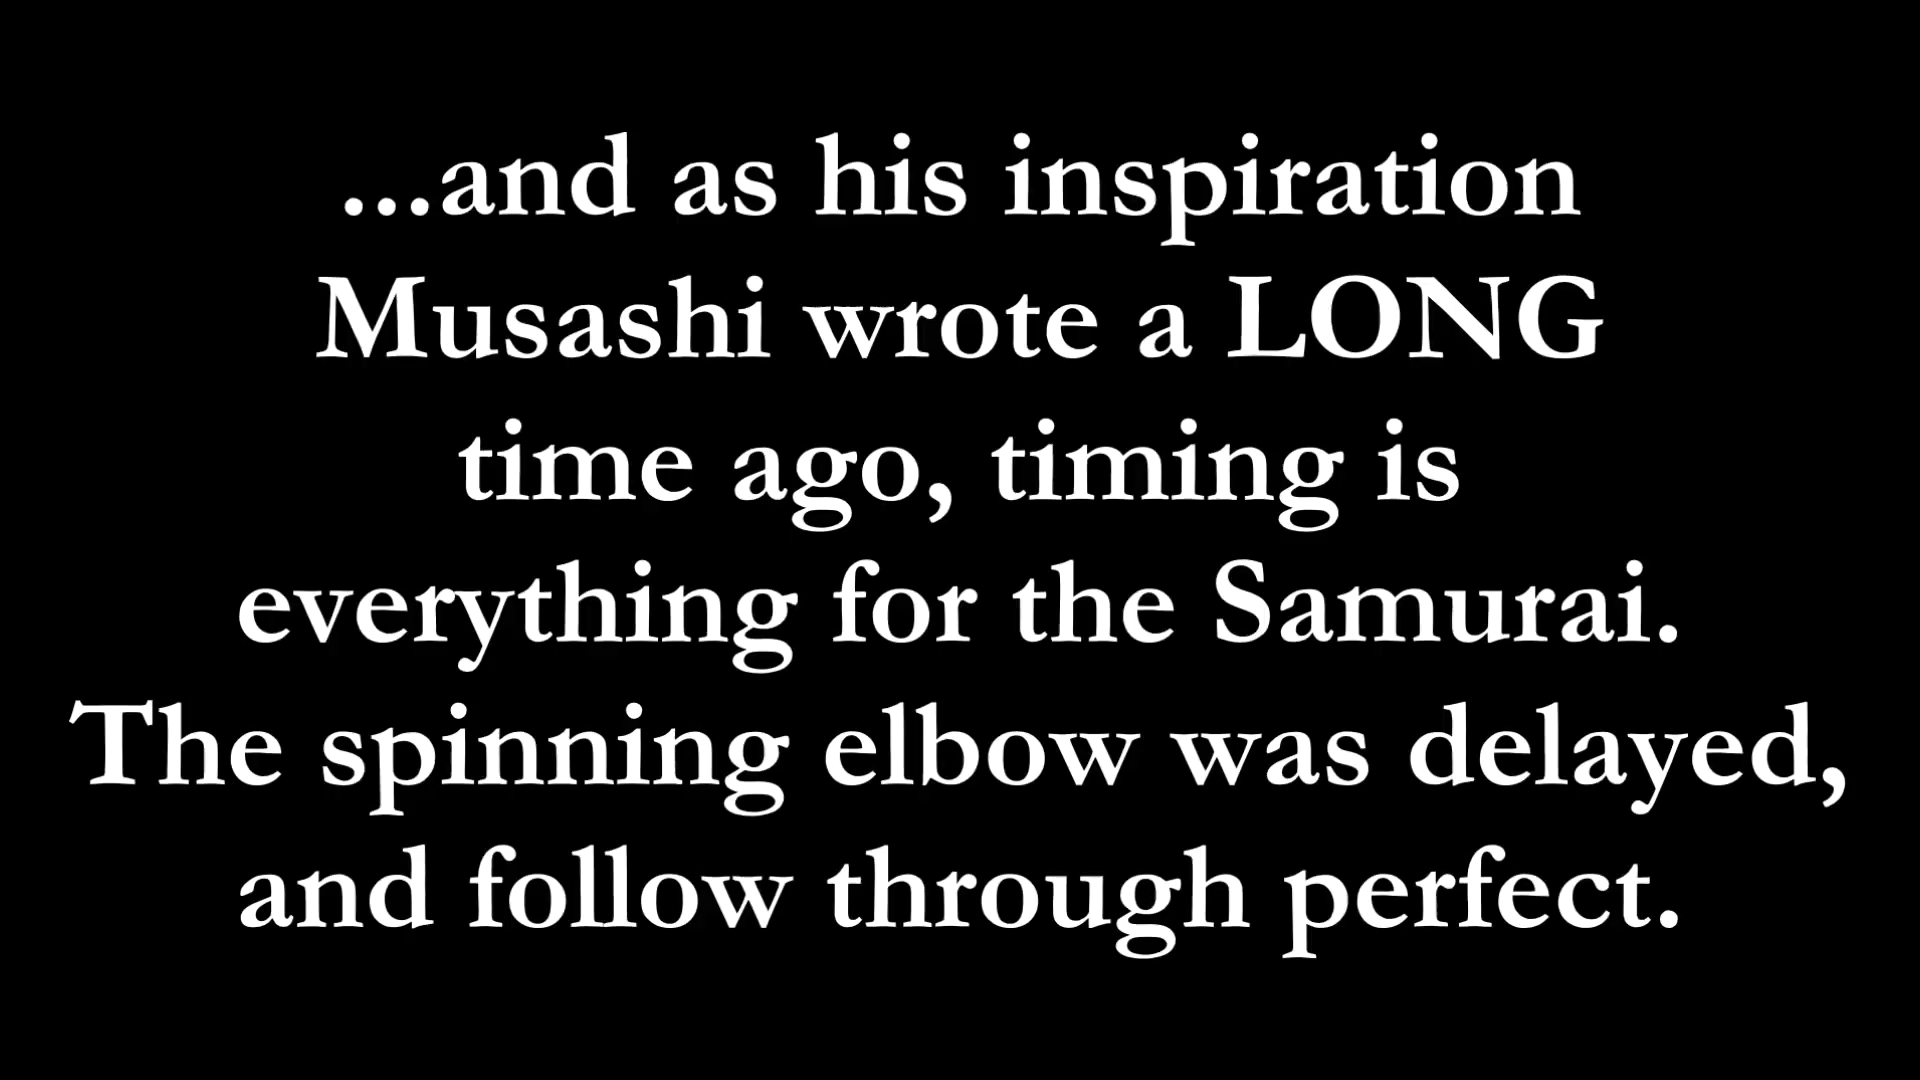 ...and as his inspiration
Musashi wrote a LONG
time ago, timing is
everything for the Samurai.
The spinning elbow was delayed,
and follow through perfect.